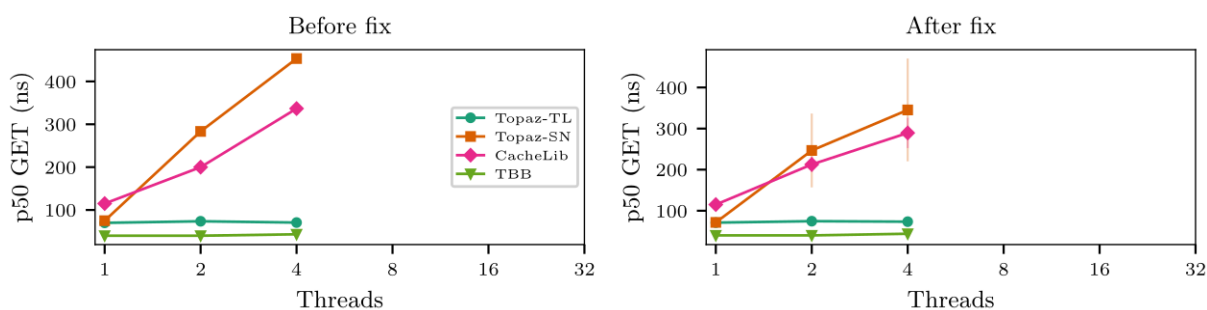 Before fix
p50 GET (ns)
400
300
200
100
Topaz-TL
Topaz-SN
CacheLib
TBB
1 2 4 8 16 32
Threads
After fix
p50 GET (ns)
400
300
200
100
1 2 4 8 16 32
Threads